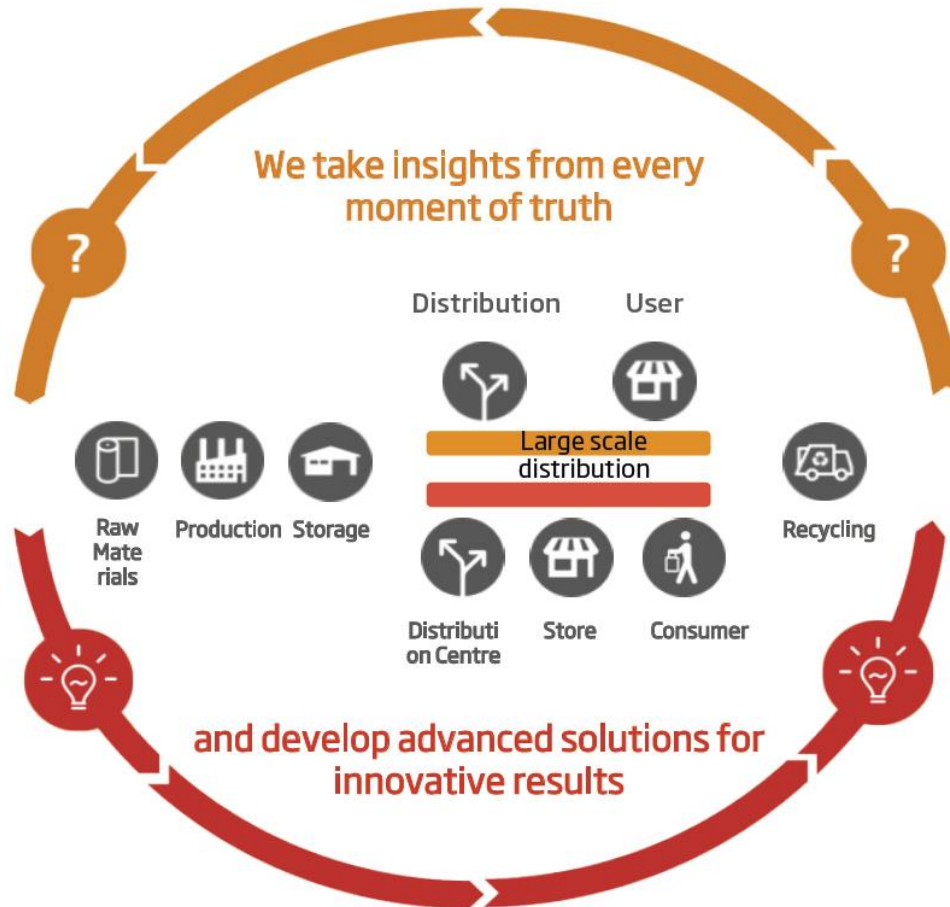 We take insights from every
moment of truth
?
?
Distribution
User
Large scale
distribution
Raw
Mate
rials
Production
Storage
Recycling
Distributi
on Centre
Store
Consumer
and develop advanced solutions for
innovative results